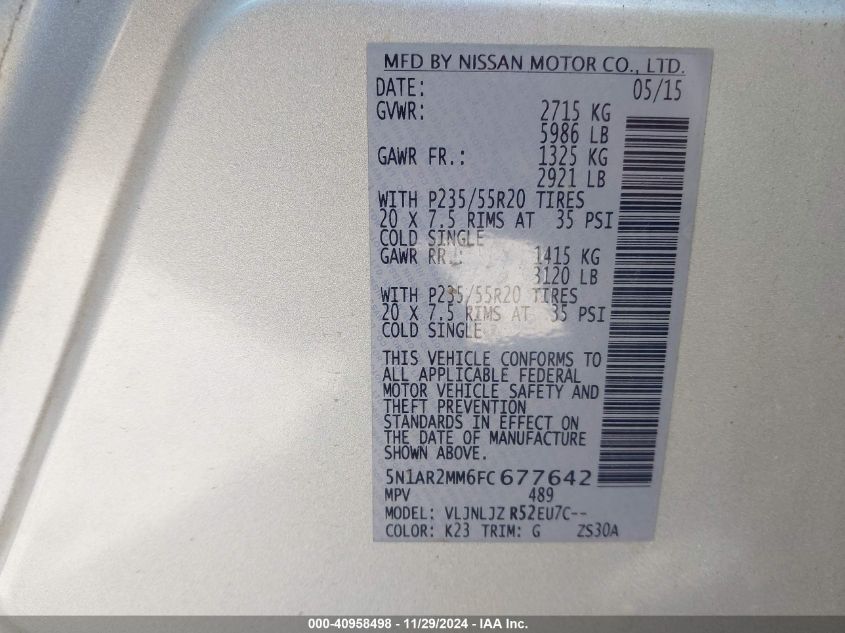 MFD BY NISSAN MOTOR CO., LTD.
DATE: 05/15
GVWR: 2715 KG
5986 LB
GAWR FR.: 1325 KG
2921 LB
WITH P235/55R20 TIRES
20 X 7.5 RIMS AT 35 PSI
COLD SINGLE
GAWR RR.: 1415 KG
3120 LB
WITH P235/55R20 TIRES
20 X 7.5 RIMS AT 35 PSI
COLD SINGLE
THIS VEHICLE CONFORMS TO
ALL APPLICABLE FEDERAL
MOTOR VEHICLE SAFETY AND
THEFT PREVENTION
STANDARDS IN EFFECT ON
THE DATE OF MANUFACTURE
SHOWN ABOVE.
5N1AR2MM6FC677642
MPV 489
MODEL: VLJNLJZ R52EU7C--
COLOR: K23 TRIM: G ZS30A
000-40958498 - 11/29/2024 - IAA Inc.